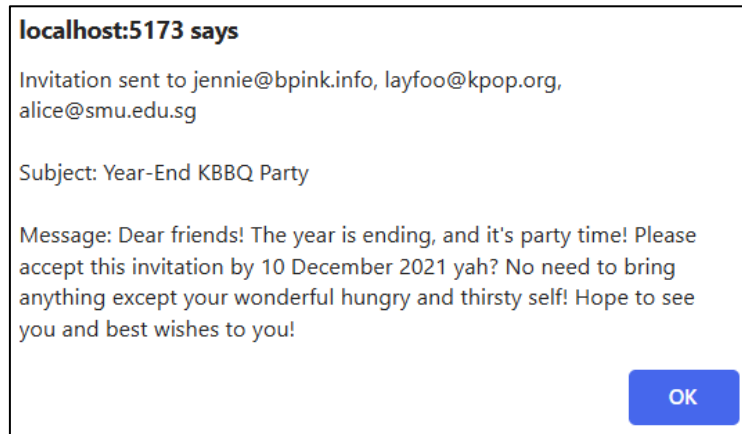 localhost:5173 says
Invitation sent to jennie@bpink.info, layfoo@kpop.org,
alice@smu.edu.sg
Subject: Year-End KBBQ Party
Message: Dear friends! The year is ending, and it's party time! Please
accept this invitation by 10 December 2021 yah? No need to bring
anything except your wonderful hungry and thirsty self! Hope to see
you and best wishes to you!
OK